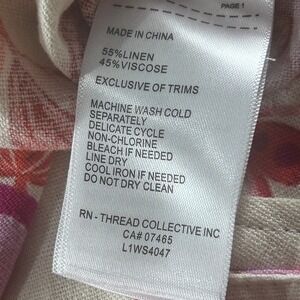 PAGE 1
MADE IN CHINA
55%LINEN
45%VISCOSE
EXCLUSIVE OF TRIMS
MACHINE WASH COLD
SEPARATELY
DELICATE CYCLE
NON-CHLORINE
BLEACH IF NEEDED
LINE DRY
COOL IRON IF NEEDED
DO NOT DRY CLEAN
RN - THREAD COLLECTIVE INC
CA# 07465
L1WS4047